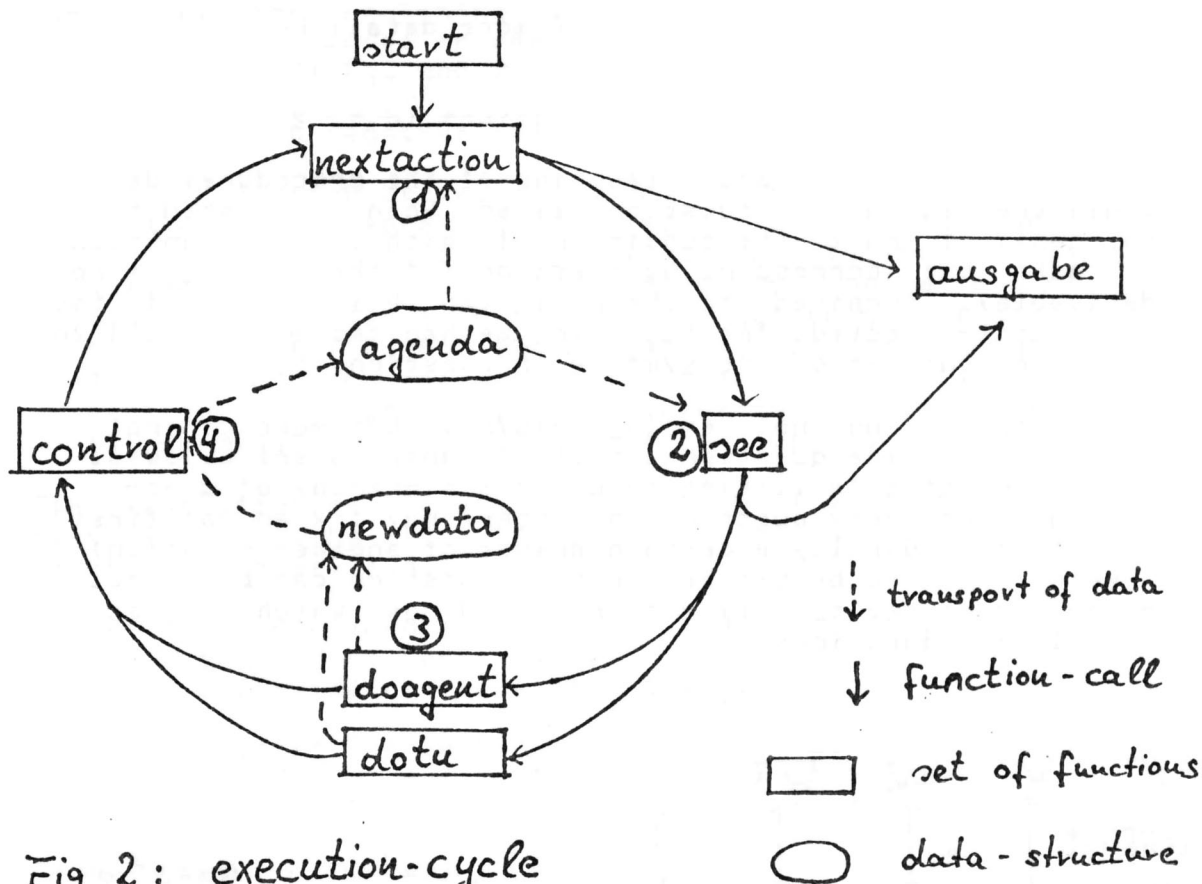 start
nextaction
①
ausgabe
agenda
control ④
② see
newdata
③
doagent
dotu
transport of data
function-call
set of functions
data-structure
Fig 2: execution-cycle